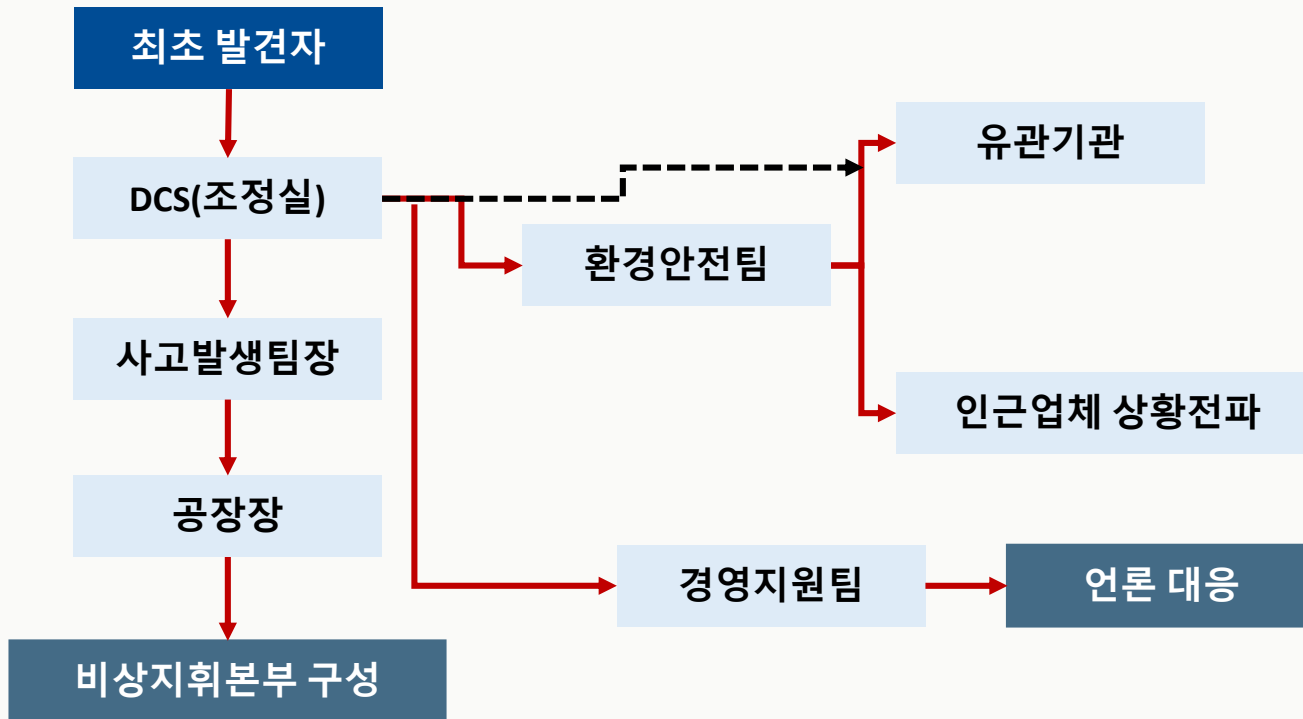 최초 발견자
유관기관
DCS(조정실)
환경안전팀
사고발생팀장
인근업체 상황전파
공장장
경영지원팀
언론 대응
비상지휘본부 구성